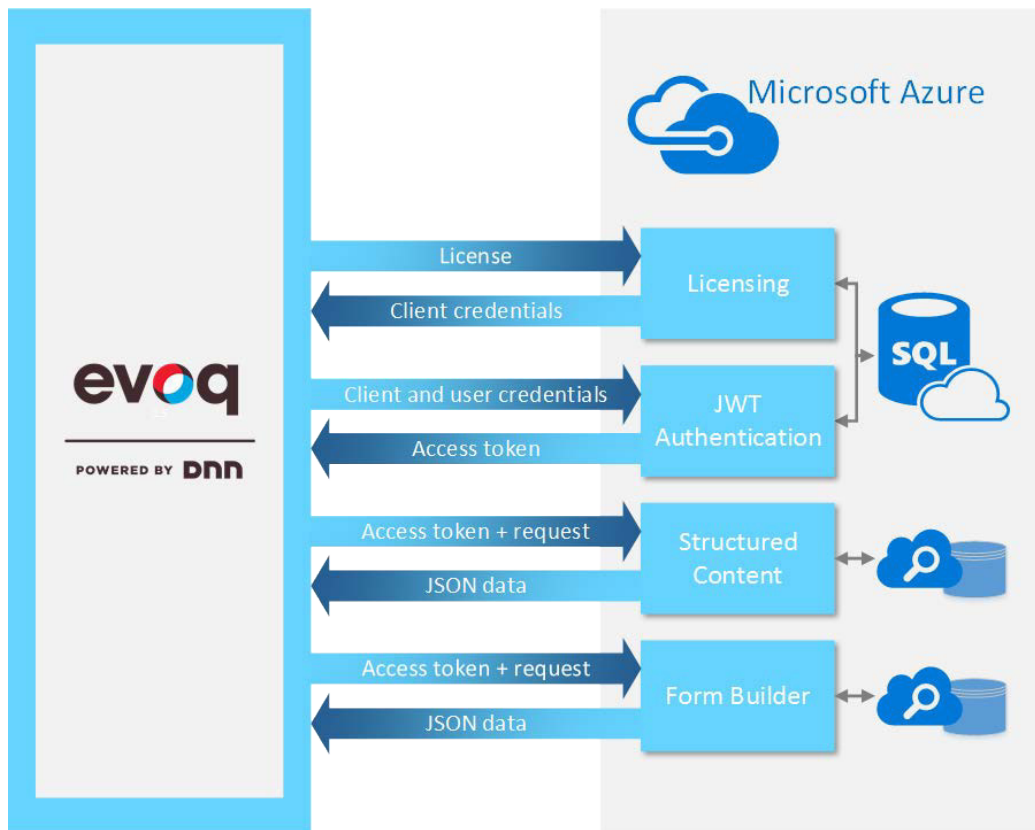 Microsoft Azure
License
Licensing
Client credentials
SQL
evoq
POWERED BY DNN
Client and user credentials
JWT
Authentication
Access token
Access token + request
Structured
Content
JSON data
Access token + request
Form Builder
JSON data